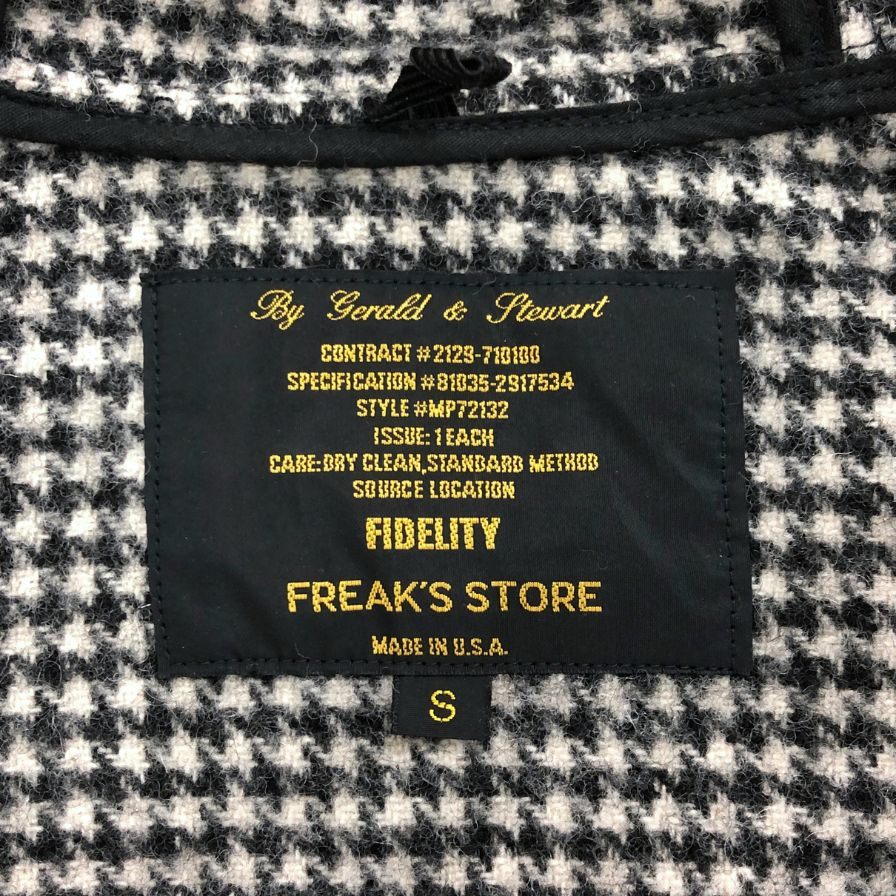 By Gerald & Stewart
CONTRACT #2129-710100
SPECIFICATION #81035-2917534
STYLE #MP72132
ISSUE: 1 EACH
CARE:DRY CLEAN,STANDARD METHOD
SOURCE LOCATION
FIDELITY
FREAK'S STORE
MADE IN U.S.A.
S